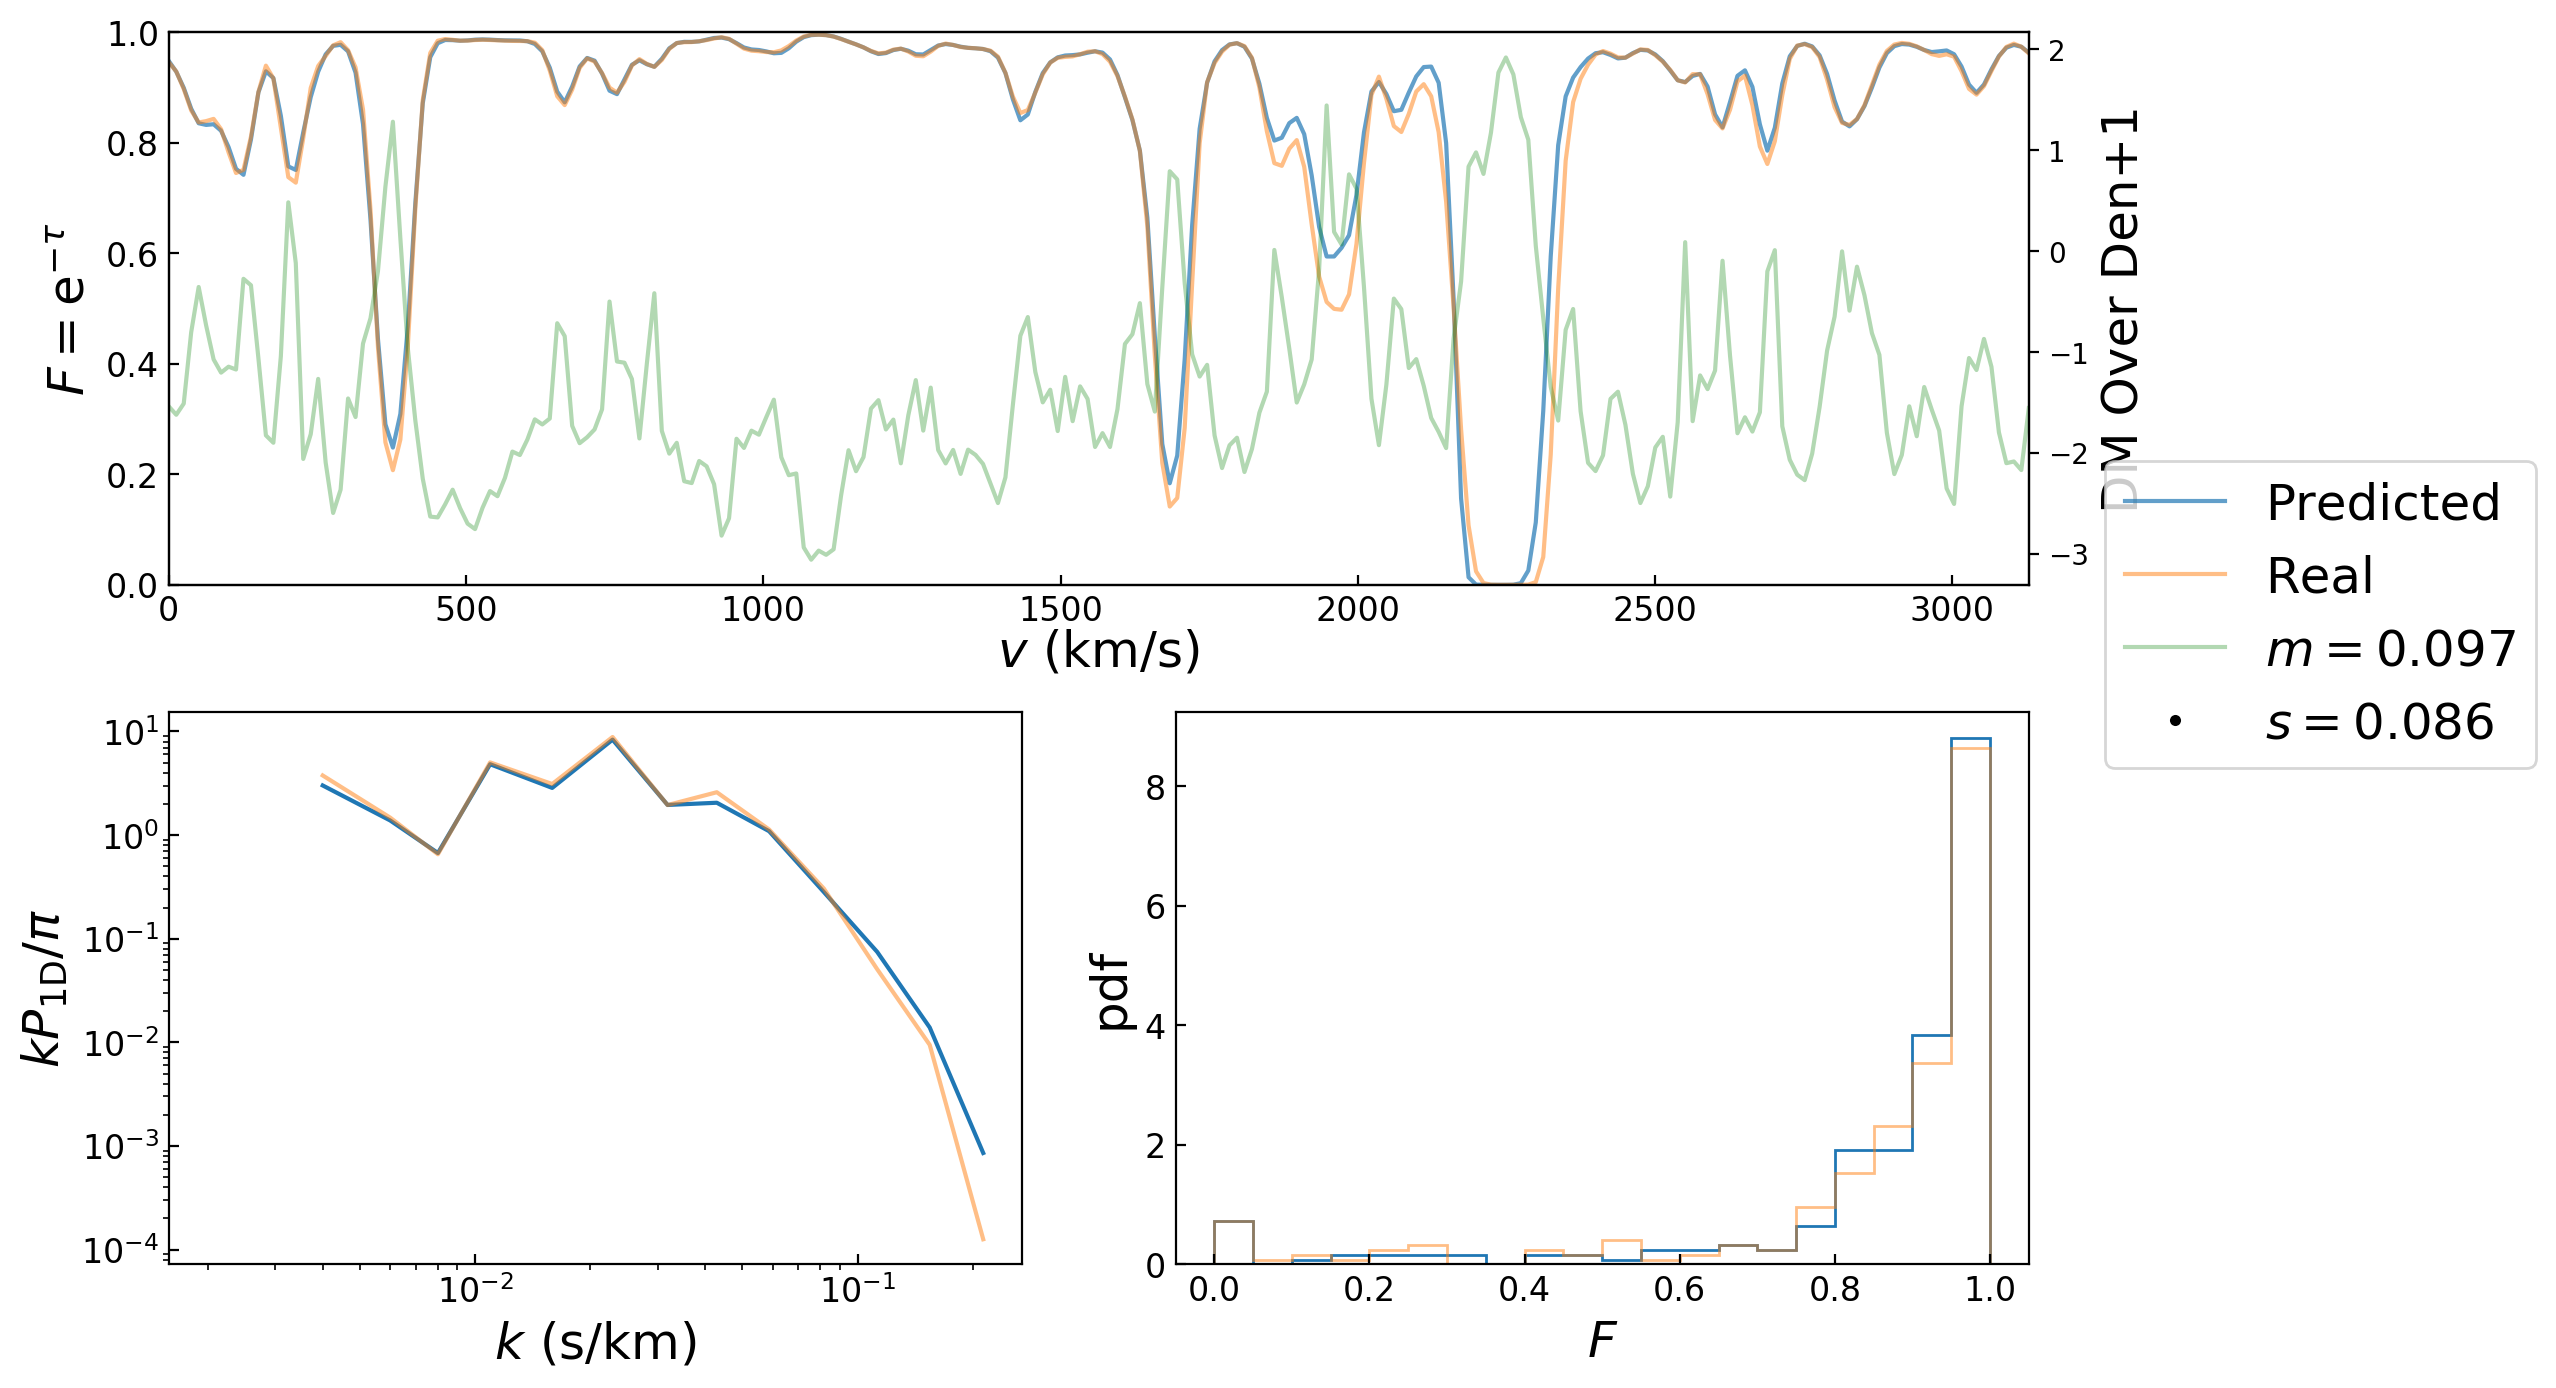 1.0
0.8
0.6
0.4
0.2
0.0
F = e^{−τ}
0 500 1000 1500 2000 2500 3000
v (km/s)
2
1
0
−1
−2
−3
DM Over Den+1
Predicted
Real
m = 0.097
s = 0.086
10^1
10^0
10^{−1}
10^{−2}
10^{−3}
10^{−4}
kP_{1D}/π
10^{−2} 10^{−1}
k (s/km)
8
6
4
2
0
pdf
0.0 0.2 0.4 0.6 0.8 1.0
F